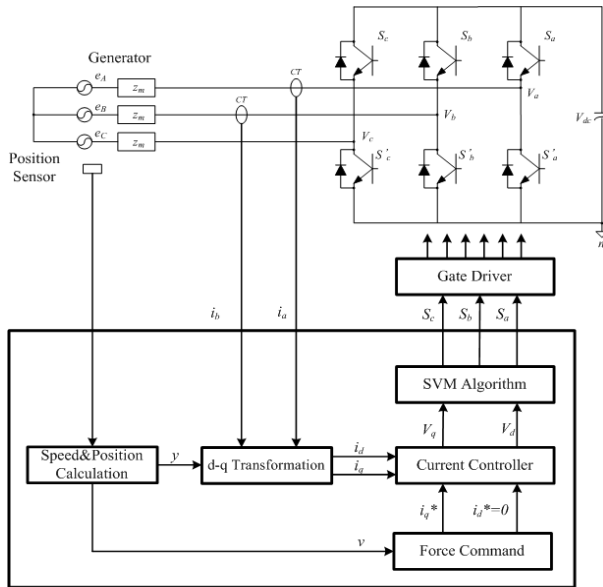 Generator
e_A
z_m
e_B
z_m
e_C
z_m
CT
CT
S_c
S_b
S_a
V_a
V_b
V_c
V_dc
S'_c
S'_b
S'_a
n
Position
Sensor
Gate Driver
i_b
i_a
S_c
S_b
S_a
SVM Algorithm
V_q
V_d
Speed&Position
Calculation
y
d-q Transformation
i_d
i_q
Current Controller
i_q*
i_d*=0
v
Force Command